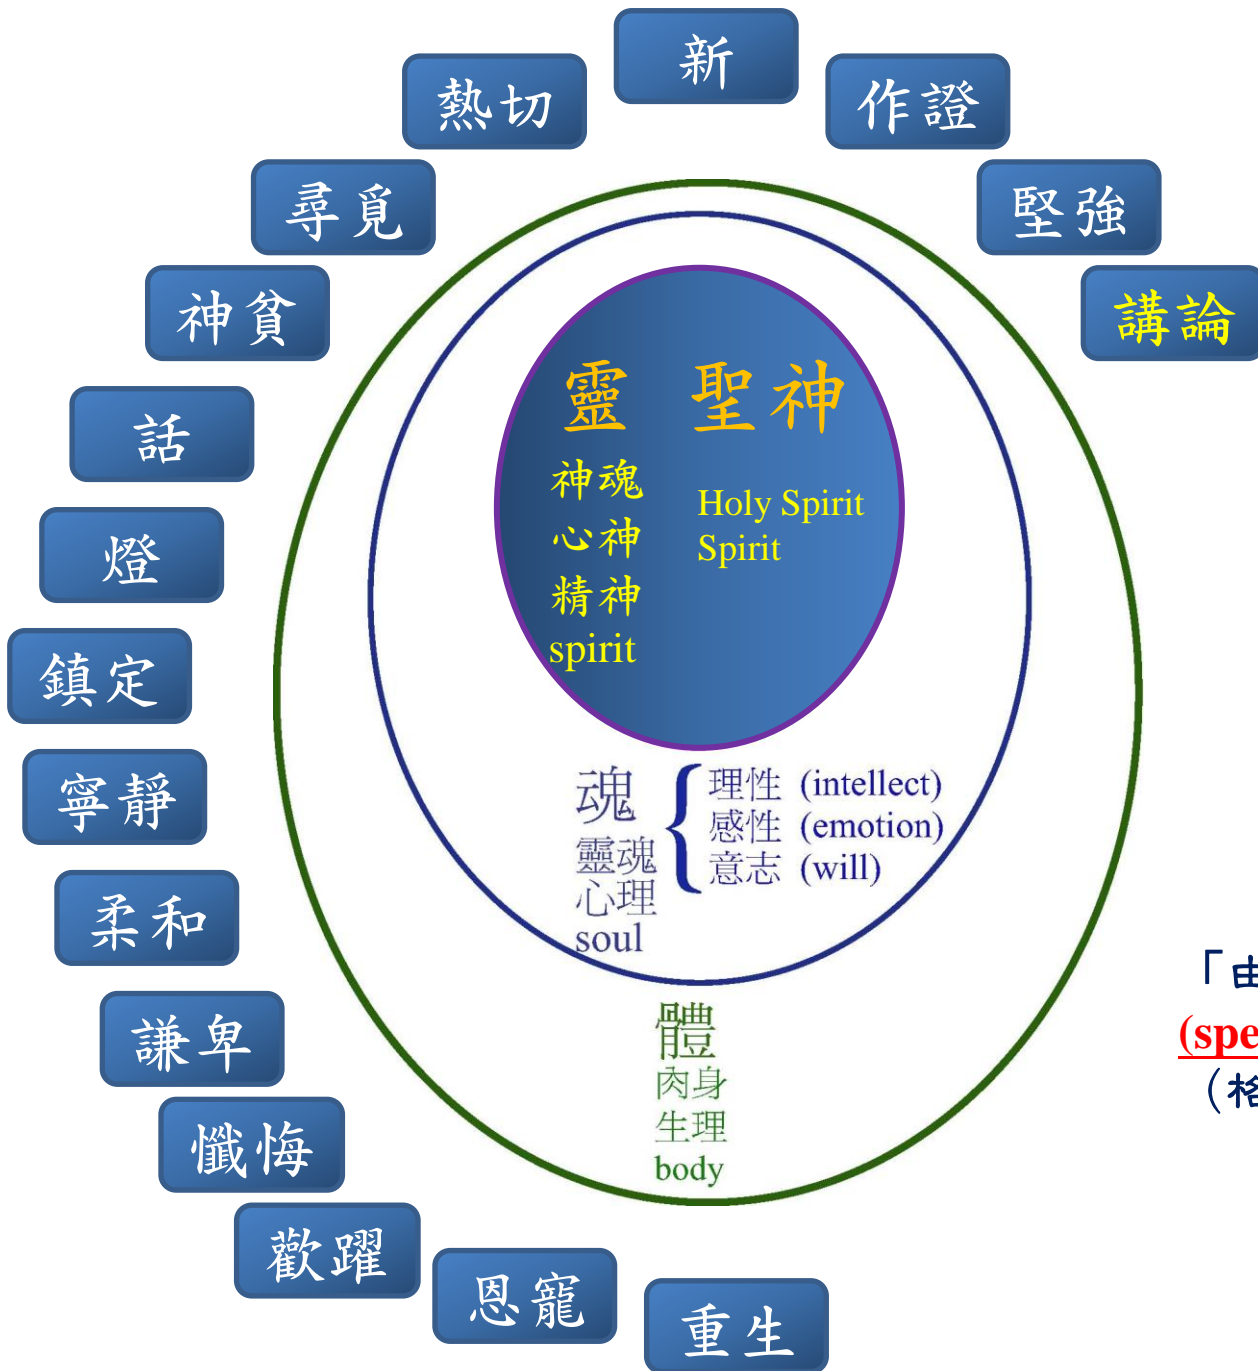 新
熱切
作證
尋覓
堅強
神貧
講論
話
燈
鎮定
寧靜
柔和
謙卑
懺悔
歡躍
恩寵
重生
靈 聖神
神魂
心神
精神
spirit
Holy Spirit
Spirit
魂
靈魂
心理
soul
{
理性 (intellect)
感性 (emotion)
意志 (will)
體
肉身
生理
body
「由
(spe
(格